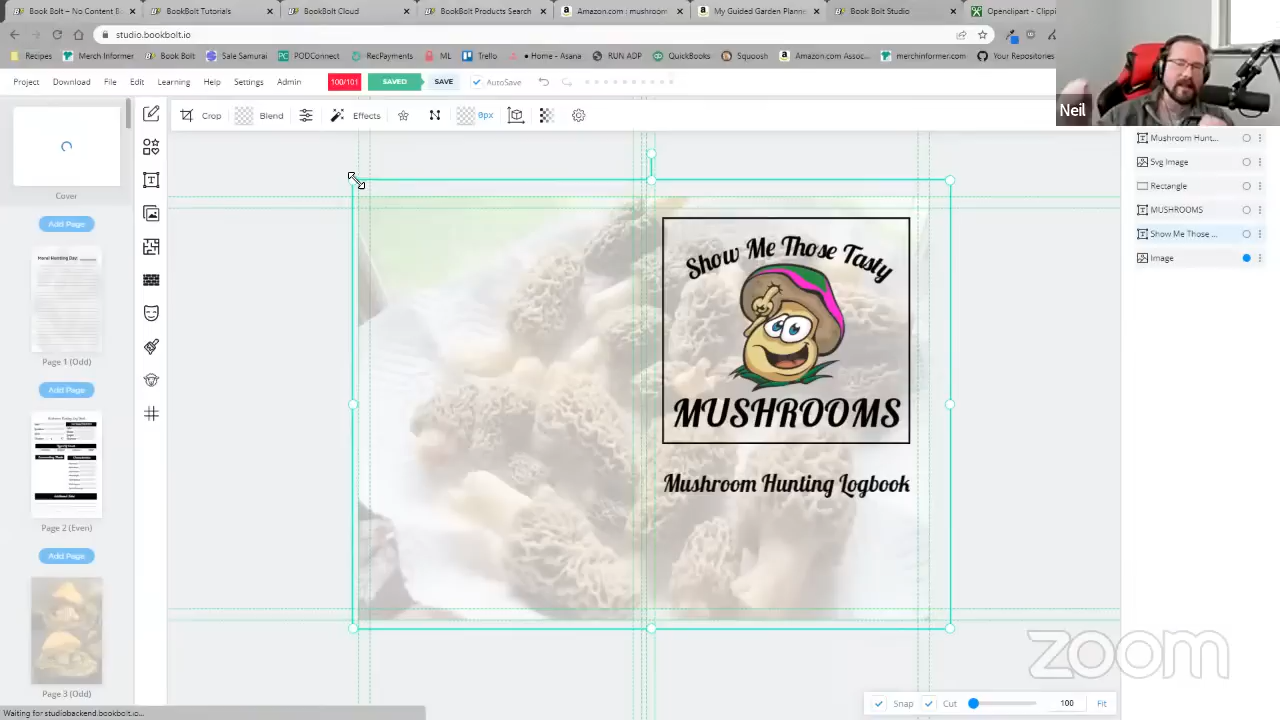 Book Bolt – No Content B
BookBolt Tutorials
BookBolt Cloud
BookBolt Products Search
Amazon.com : mushroom
My Guided Garden Planne
Book Bolt Studio
Openclipart - Clippi
studio.bookbolt.io
Recipes
Merch Informer
Book Bolt
Sale Samurai
PODConnect
RecPayments
ML
Trello
• Home - Asana
RUN ADP
QuickBooks
Squoosh
Amazon.com Assoc...
merchinformer.com
Your Repositories
Project
Download
File
Edit
Learning
Help
Settings
Admin
100/101
SAVED
SAVE
AutoSave
Neil
Crop
Blend
Effects
8px
Cover
Add Page
Morel Hunting Day:
Page 1 (Odd)
Add Page
Page 2 (Even)
Add Page
Page 3 (Odd)
Show Me Those Tasty
MUSHROOMS
Mushroom Hunting Logbook
Mushroom Hunt...
Svg Image
Rectangle
MUSHROOMS
Show Me Those ...
Image
zoom
Snap
Cut
100
Fit
Waiting for studiobackend.bookbolt.io...